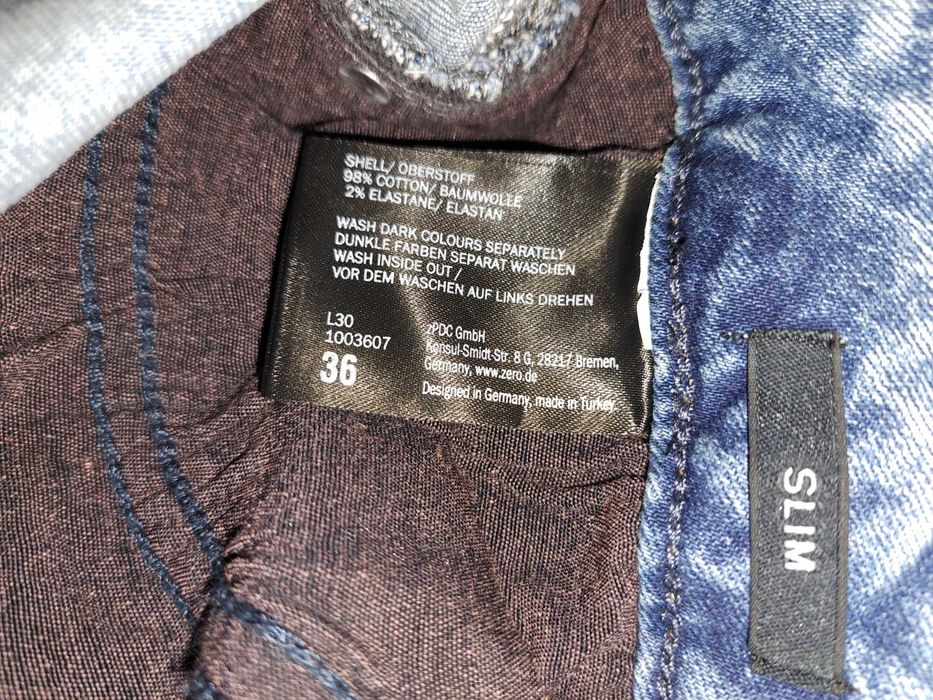 SHELL/ OBERSTOFF
98% COTTON/ BAUMWOLLE
2% ELASTANE/ ELASTAN
WASH DARK COLOURS SEPARATELY
DUNKLE FARBEN SEPARAT WASCHEN
WASH INSIDE OUT /
VOR DEM WASCHEN AUF LINKS DREHEN
L30
1003607
36
zPDC GmbH
Konsul-Smidt-Str. 8 G, 28217 Bremen,
Germany, www.zero.de
Designed in Germany, made in Turkey.
SLIM